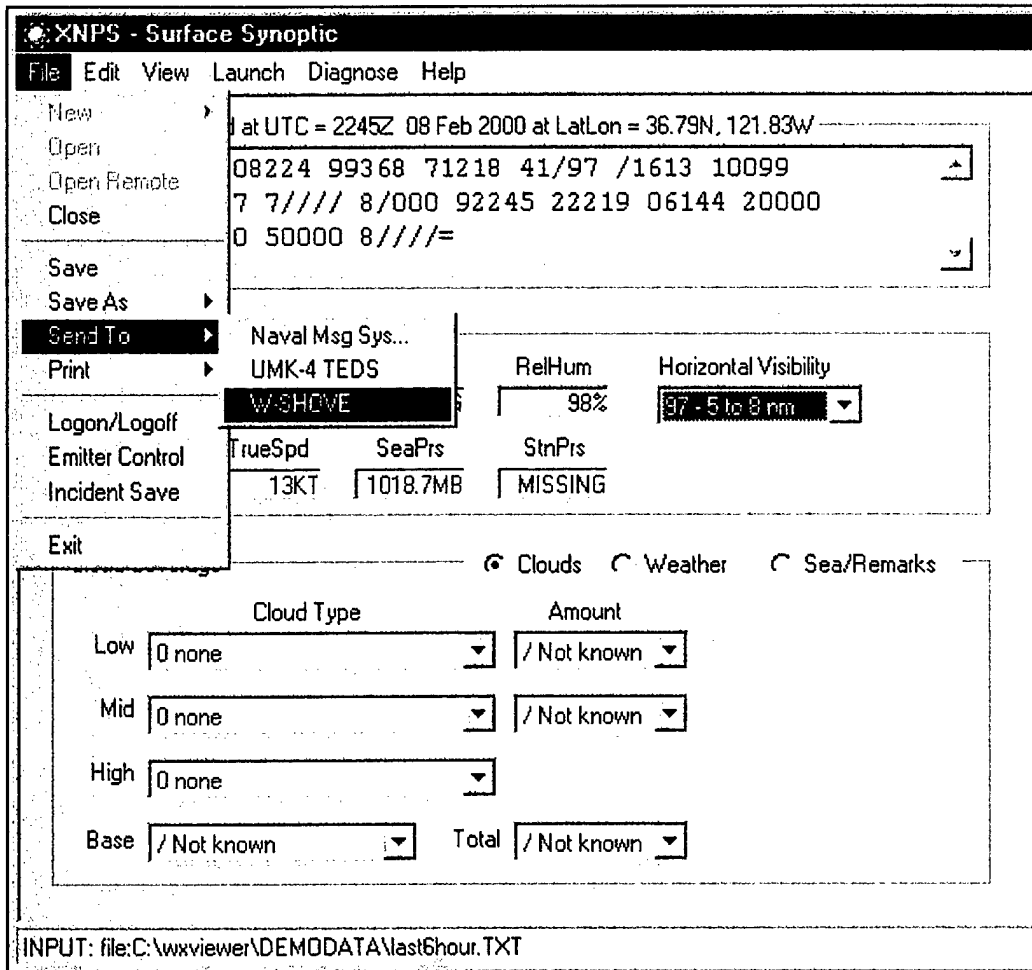 XNPS - Surface Synoptic
File Edit View Launch Diagnose Help
New
Open
Open Remote
Close
Save
Save As
Send To
Print
Logon/Logoff
Emitter Control
Incident Save
Exit
Naval Msg Sys...
UMK-4 TEDS
W-SHOVE
at UTC = 2245Z 08 Feb 2000 at LatLon = 36.79N, 121.83W
08224 99368 71218 41/97 /1613 10099
7 7//// 8/000 92245 22219 06144 20000
0 50000 8////=
RelHum Horizontal Visibility
98% 97 - 5 to 8 nm
TrueSpd SeaPrs StnPrs
13KT 1018.7MB MISSING
Clouds Weather Sea/Remarks
Cloud Type Amount
Low 0 none / Not known
Mid 0 none / Not known
High 0 none
Base / Not known Total / Not known
INPUT: file:C:\wxviewer\DEMODATA\last6hour.TXT